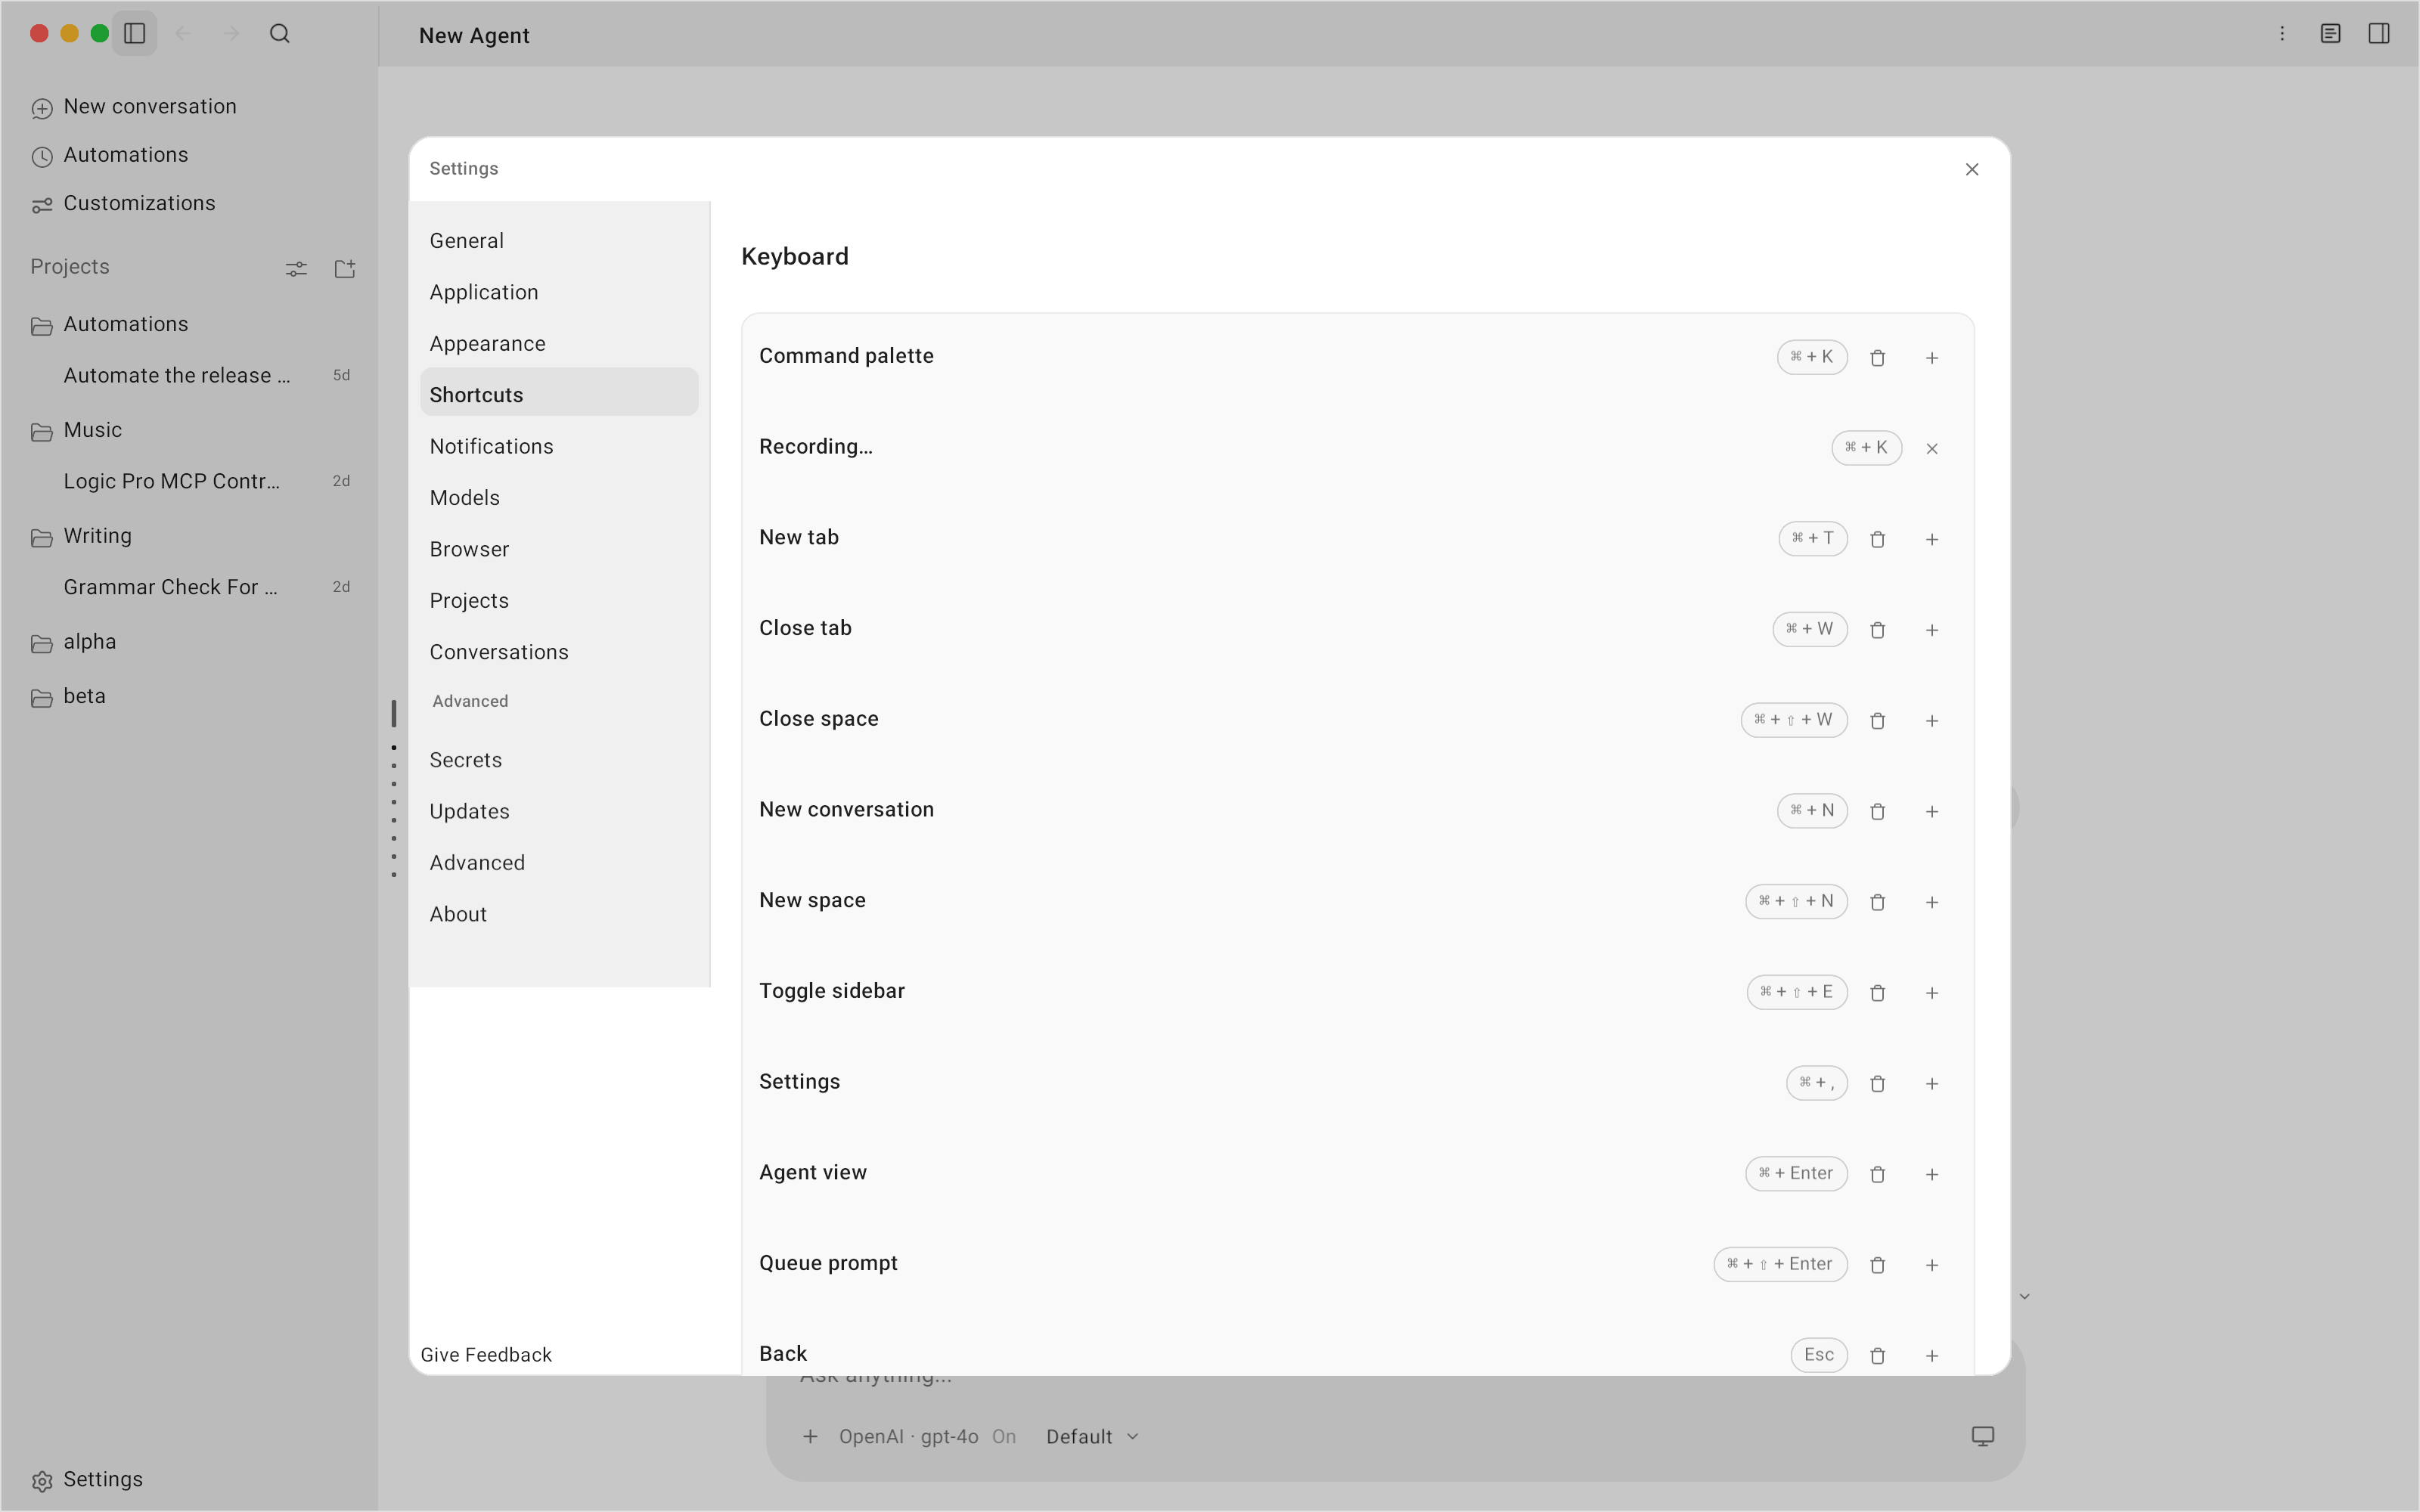 New Agent
New conversation
Automations
Customizations
Projects
Automations
Automate the release ... 5d
Music
Logic Pro MCP Contr... 2d
Writing
Grammar Check For ... 2d
alpha
beta
Settings
Settings
General
Application
Appearance
Shortcuts
Notifications
Models
Browser
Projects
Conversations
Advanced
Secrets
Updates
Advanced
About
Give Feedback
Keyboard
Command palette ⌘ + K
Recording... ⌘ + K
New tab ⌘ + T
Close tab ⌘ + W
Close space ⌘ + ⇧ + W
New conversation ⌘ + N
New space ⌘ + ⇧ + N
Toggle sidebar ⌘ + ⇧ + E
Settings ⌘ + ,
Agent view ⌘ + Enter
Queue prompt ⌘ + ⇧ + Enter
Back Esc
Ask anything...
OpenAI · gpt-4o On Default